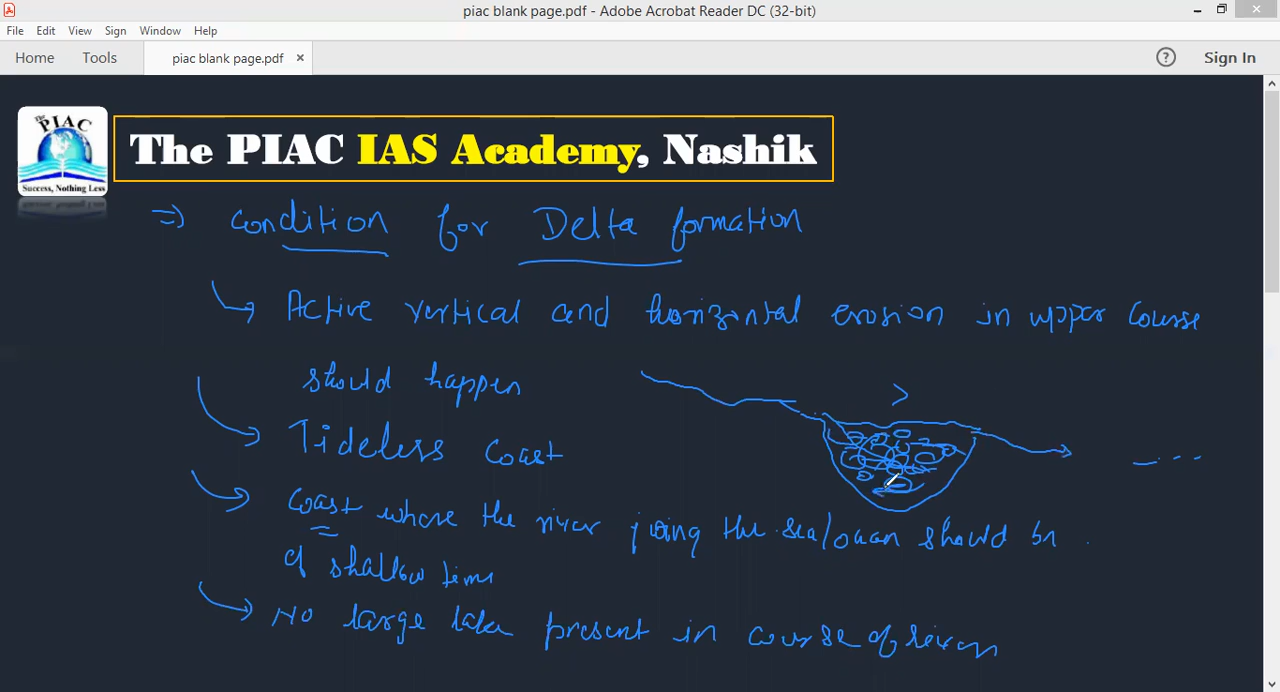 piac blank page.pdf - Adobe Acrobat Reader DC (32-bit)
File Edit View Sign Window Help
Home Tools piac blank page.pdf × ? Sign In
The PIAC
Success, Nothing Less
The PIAC IAS Academy, Nashik
⇒ Condition for Delta formation
Active vertical and horizontal erosion in upper course
should happen
Tideless coast
Coast where the river joining the sea/ocean should be
of shallow
No large lake present in course of river